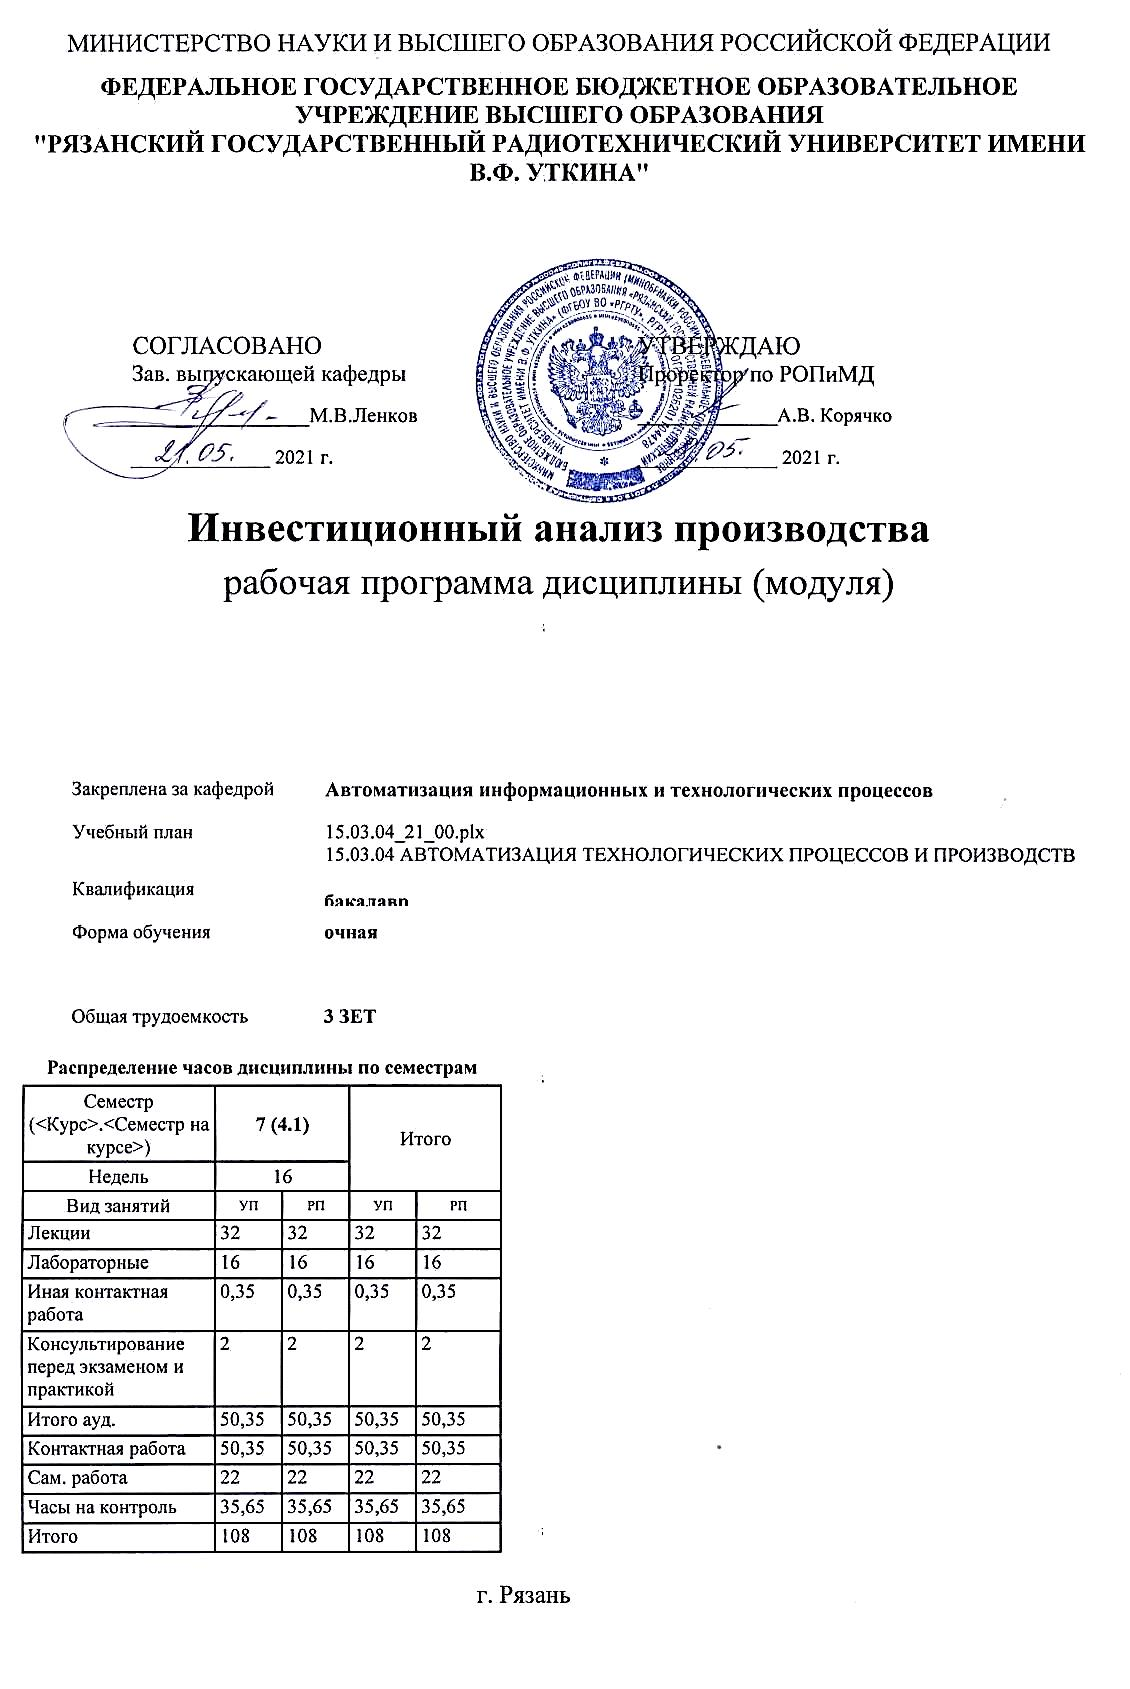 МИНИСТЕРСТВО НАУКИ И ВЫСШЕГО ОБРАЗОВАНИЯ РОССИЙСКОЙ ФЕДЕРАЦИИ
ФЕДЕРАЛЬНОЕ ГОСУДАРСТВЕННОЕ БЮДЖЕТНОЕ ОБРАЗОВАТЕЛЬНОЕ
УЧРЕЖДЕНИЕ ВЫСШЕГО ОБРАЗОВАНИЯ
"РЯЗАНСКИЙ ГОСУДАРСТВЕННЫЙ РАДИОТЕХНИЧЕСКИЙ УНИВЕРСИТЕТ ИМЕНИ
В.Ф. УТКИНА"
СОГЛАСОВАНО
Зав. выпускающей кафедры
М.В.Ленков
21.05. 2021 г.
УТВЕРЖДАЮ
Проректор по РОПиМД
А.В. Корячко
05. 2021 г.
Инвестиционный анализ производства
рабочая программа дисциплины (модуля)
Закреплена за кафедрой Автоматизация информационных и технологических процессов
Учебный план 15.03.04_21_00.plx
15.03.04 АВТОМАТИЗАЦИЯ ТЕХНОЛОГИЧЕСКИХ ПРОЦЕССОВ И ПРОИЗВОДСТВ
Квалификация бакалавр
Форма обучения очная
Общая трудоемкость 3 ЗЕТ
Распределение часов дисциплины по семестрам
Семестр
(<Курс>.<Семестр на
курсе>)
7 (4.1)
Итого
Недель 16
Вид занятий УП РП УП РП
Лекции 32 32 32 32
Лабораторные 16 16 16 16
Иная контактная
работа
0,35 0,35 0,35 0,35
Консультирование
перед экзаменом и
практикой
2 2 2 2
Итого ауд. 50,35 50,35 50,35 50,35
Контактная работа 50,35 50,35 50,35 50,35
Сам. работа 22 22 22 22
Часы на контроль 35,65 35,65 35,65 35,65
Итого 108 108 108 108
г. Рязань